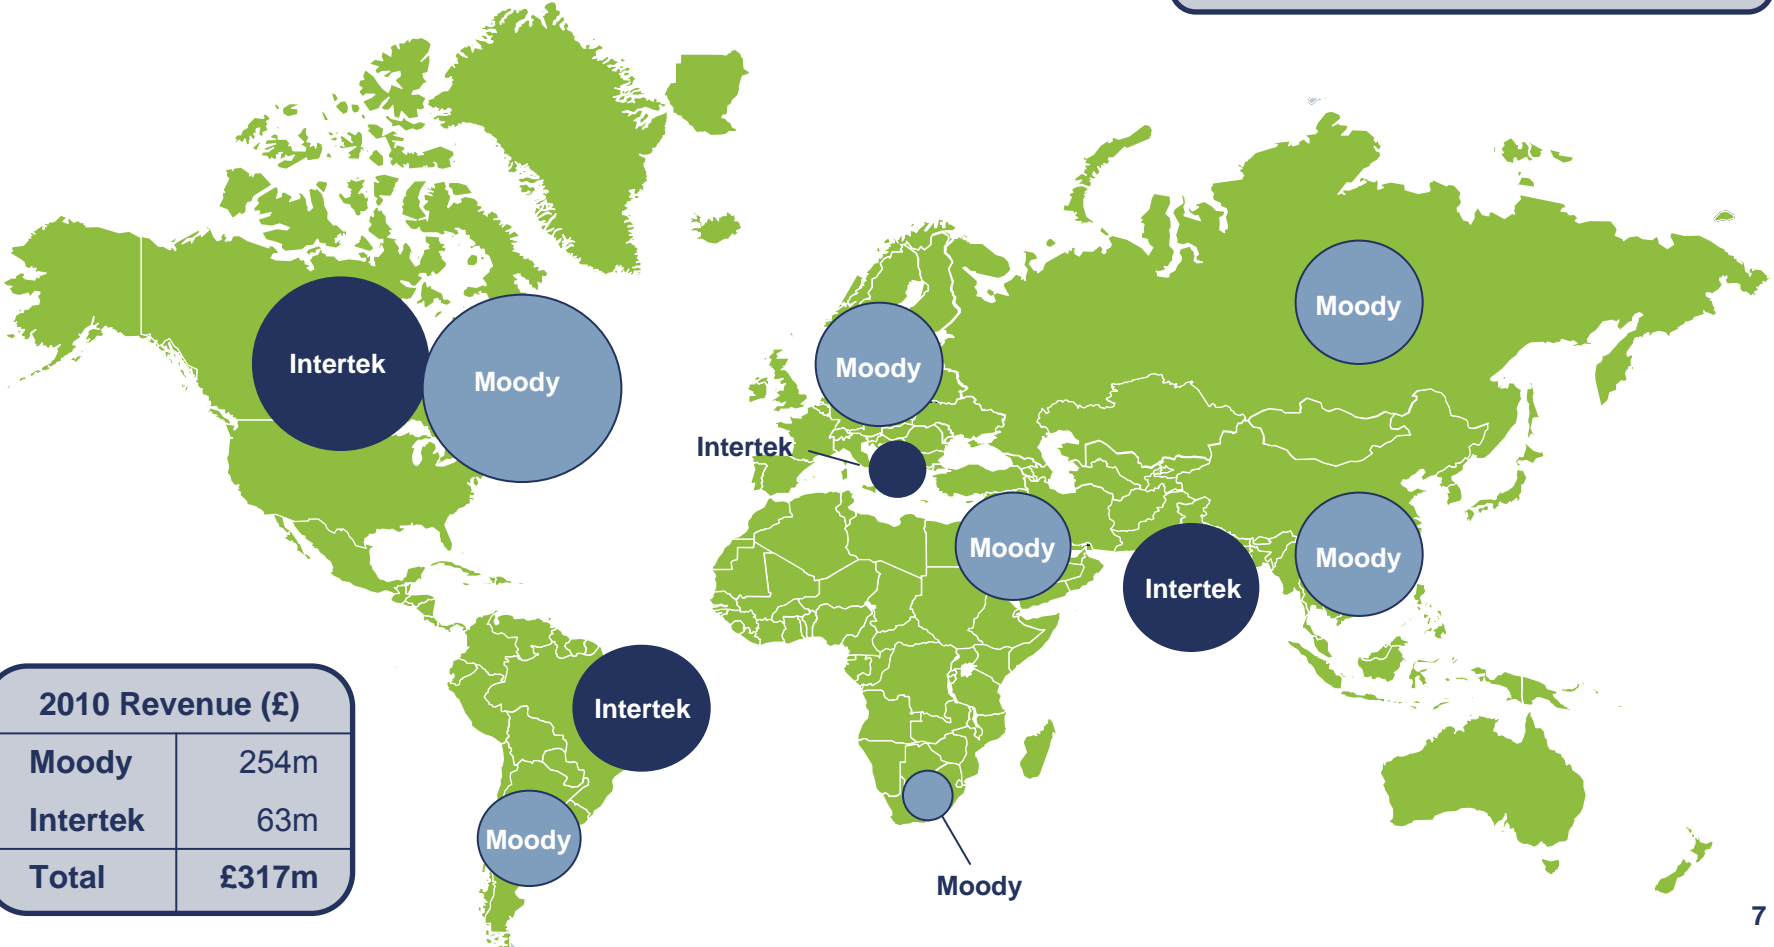 Moody
Intertek
Moody
Moody
Intertek
Moody
Moody
Intertek
Intertek
Moody
Moody
2010 Revenue (£)
Moody 254m
Intertek 63m
Total £317m
7